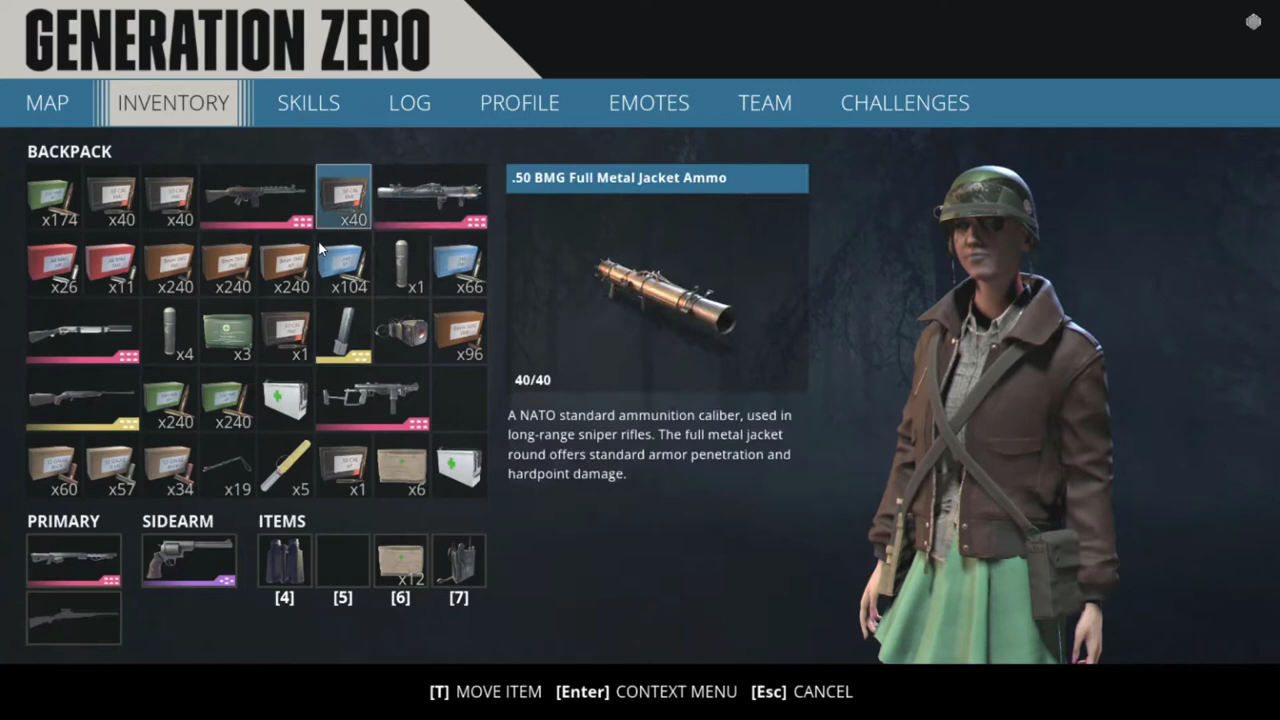 GENERATION ZERO
MAP INVENTORY SKILLS LOG PROFILE EMOTES TEAM CHALLENGES
BACKPACK
x174 x40 x40 x40
x26 x11 x240 x240 x240 x104 x1 x66
x4 x3 x1 x96
x240 x240
x60 x57 x34 x19 x5 x1 x6
.50 BMG Full Metal Jacket Ammo
40/40
A NATO standard ammunition caliber, used in
long-range sniper rifles. The full metal jacket
round offers standard armor penetration and
hardpoint damage.
PRIMARY SIDEARM ITEMS
x12
[4] [5] [6] [7]
[T] MOVE ITEM [Enter] CONTEXT MENU [Esc] CANCEL